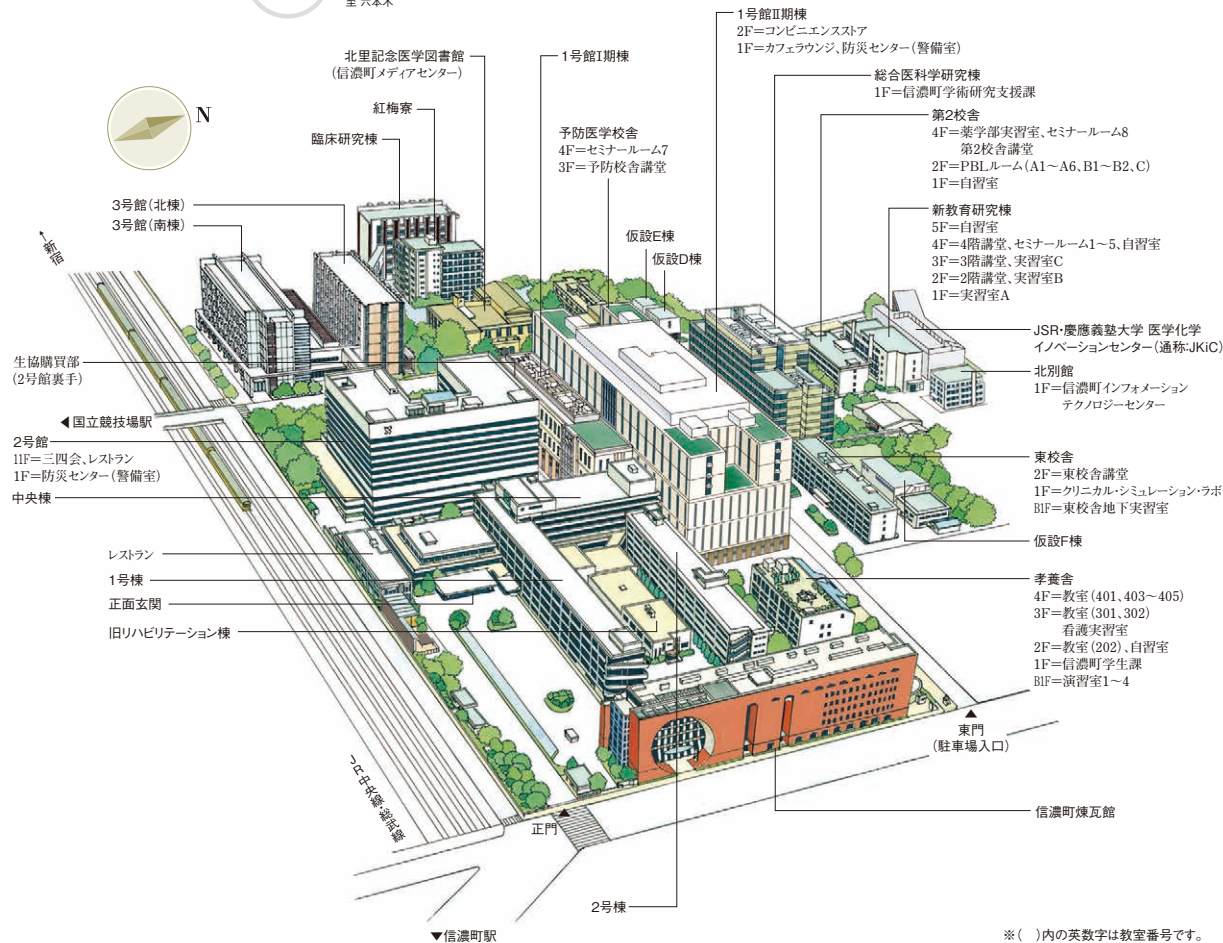 至 六本木
1号館Ⅱ期棟
2F=コンビニエンスストア
1F=カフェラウンジ、防災センター(警備室)
北里記念医学図書館
(信濃町メディアセンター)
1号館Ⅰ期棟
総合医科学研究棟
1F=信濃町学術研究支援課
紅梅寮
N
臨床研究棟
予防医学校舎
4F=セミナールーム7
3F=予防校舎講堂
第2校舎
4F=薬学部実習室、セミナールーム8
第2校舎講堂
2F=PBLルーム(A1〜A6、B1〜B2、C)
1F=自習室
3号館(北棟)
3号館(南棟)
仮設E棟
仮設D棟
新教育研究棟
5F=自習室
4F=4階講堂、セミナールーム1〜5、自習室
3F=3階講堂、実習室C
2F=2階講堂、実習室B
1F=実習室A
←新宿
JSR・慶應義塾大学 医学化学
イノベーションセンター(通称:JKiC)
北別館
1F=信濃町インフォメーション
テクノロジーセンター
生協購買部
(2号館裏手)
◀国立競技場駅
2号館
11F=三四会、レストラン
1F=防災センター(警備室)
中央棟
東校舎
2F=東校舎講堂
1F=クリニカル・シミュレーション・ラボ
B1F=東校舎地下実習室
仮設F棟
レストラン
1号棟
正面玄関
旧リハビリテーション棟
孝養舎
4F=教室(401、403〜405)
3F=教室(301、302)
看護実習室
2F=教室(202)、自習室
1F=信濃町学生課
B1F=演習室1〜4
▲
東門
(駐車場入口)
JR中央線・総武線
信濃町煉瓦館
▲
正門
2号棟
▼信濃町駅
※( )内の英数字は教室番号です。